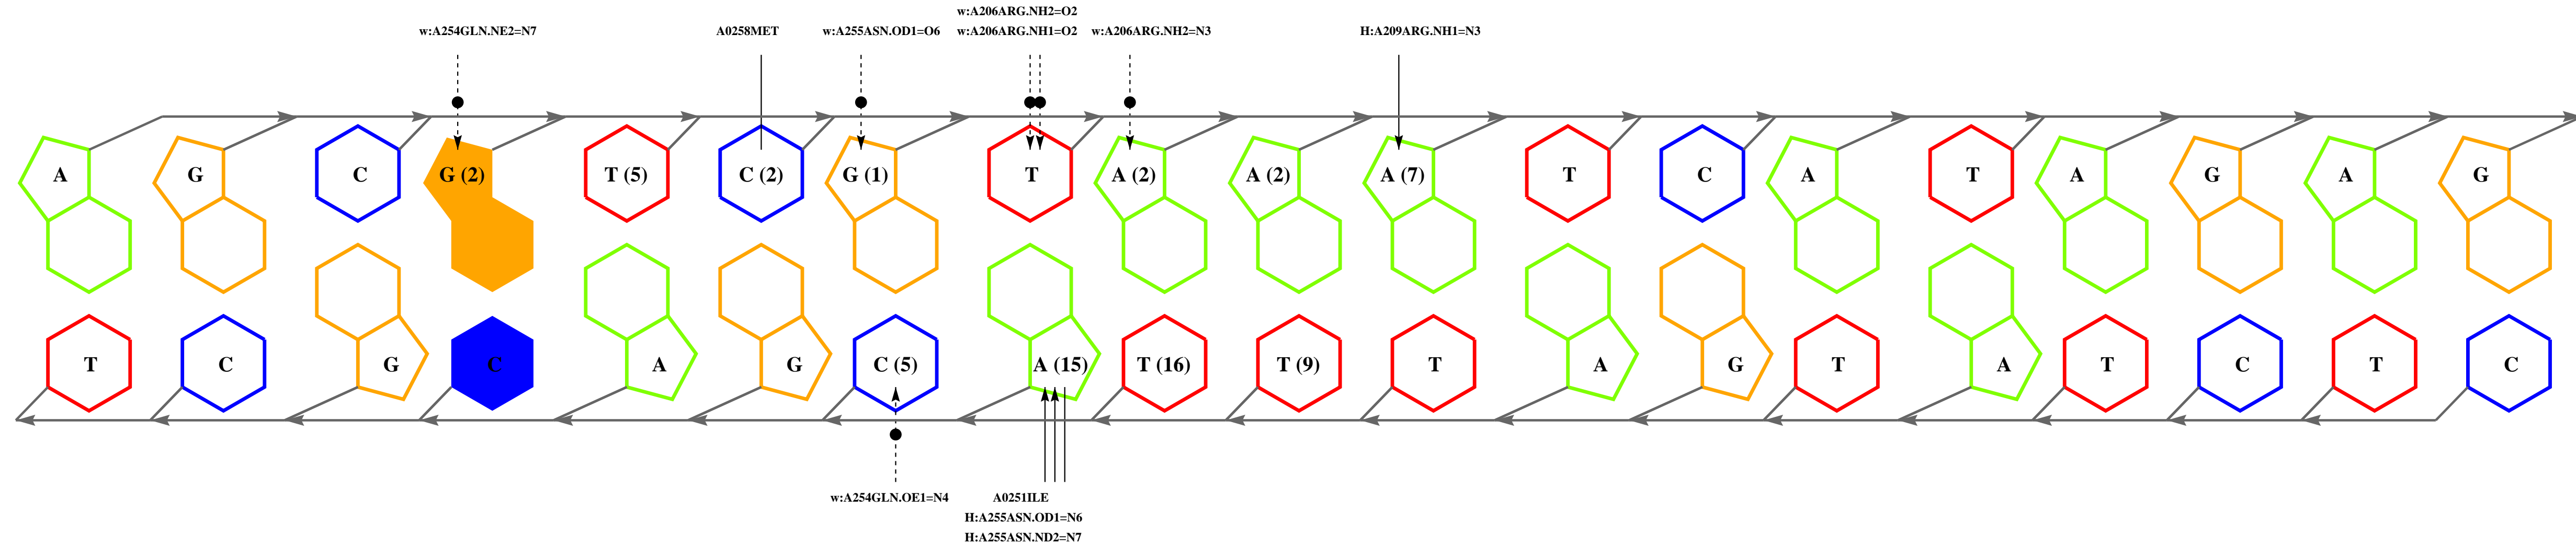 w:A206ARG.NH2=O2
w:A254GLN.NE2=N7 A0258MET w:A255ASN.OD1=O6 w:A206ARG.NH1=O2 w:A206ARG.NH2=N3 H:A209ARG.NH1=N3
A G C G (2) T (5) C (2) G (1) T A (2) A (2) A (7) T C A T A G A G
T C G C A G C (5) A (15) T (16) T (9) T A G T A T C T C
w:A254GLN.OE1=N4 A0251ILE
H:A255ASN.OD1=N6
H:A255ASN.ND2=N7